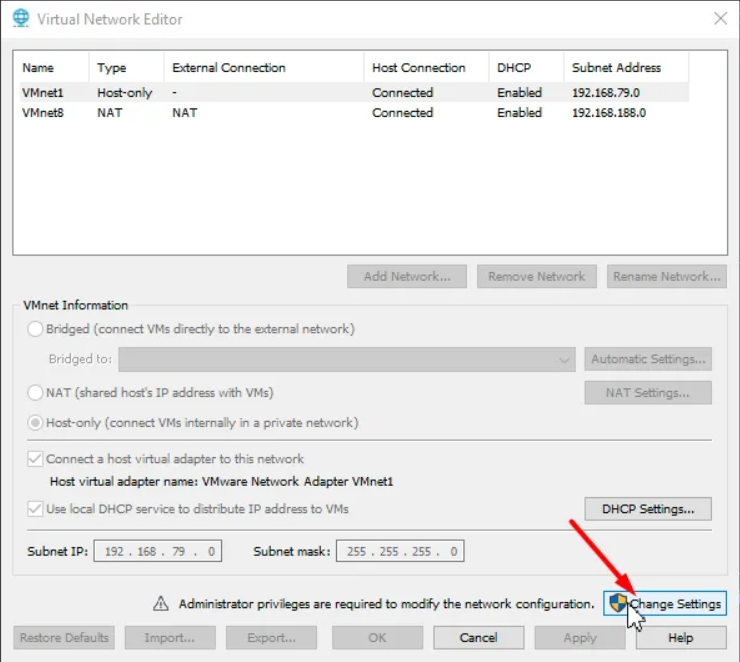 Virtual Network Editor
Name Type External Connection Host Connection DHCP Subnet Address
VMnet1 Host-only - Connected Enabled 192.168.79.0
VMnet8 NAT NAT Connected Enabled 192.168.188.0
Add Network... Remove Network Rename Network...
VMnet Information
Bridged (connect VMs directly to the external network)
Bridged to: Automatic Settings...
NAT (shared host's IP address with VMs) NAT Settings...
Host-only (connect VMs internally in a private network)
Connect a host virtual adapter to this network
Host virtual adapter name: VMware Network Adapter VMnet1
Use local DHCP service to distribute IP address to VMs DHCP Settings...
Subnet IP: 192 . 168 . 79 . 0 Subnet mask: 255 . 255 . 255 . 0
Administrator privileges are required to modify the network configuration. Change Settings
Restore Defaults Import... Export... OK Cancel Apply Help